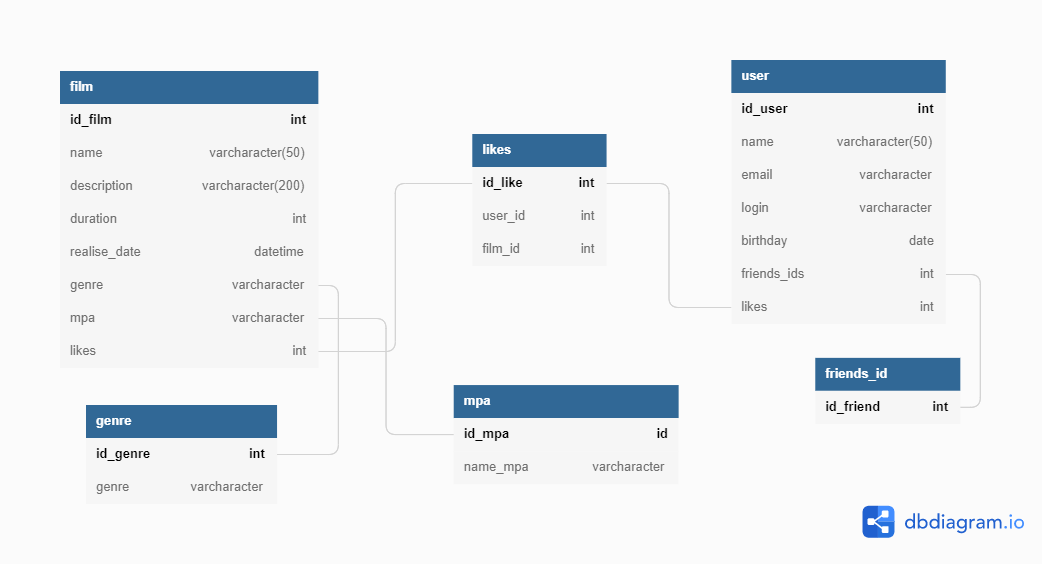 film
id_film int
name varcharacter(50)
description varcharacter(200)
duration int
realise_date datetime
genre varcharacter
mpa varcharacter
likes int
likes
id_like int
user_id int
film_id int
user
id_user int
name varcharacter(50)
email varcharacter
login varcharacter
birthday date
friends_ids int
likes int
friends_id
id_friend int
genre
id_genre int
genre varcharacter
mpa
id_mpa id
name_mpa varcharacter
dbdiagram.io